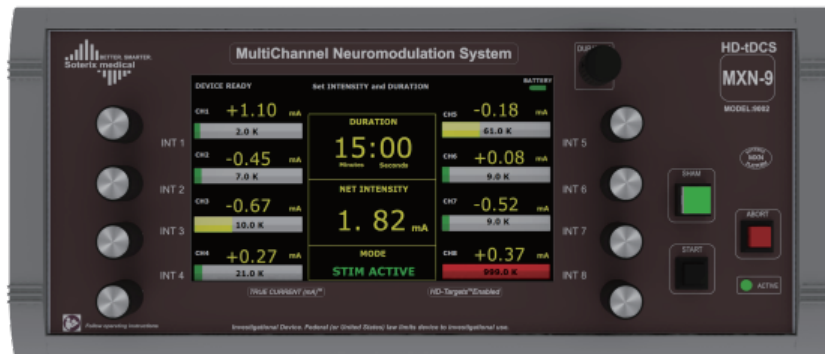 BETTER. SMARTER.
Soterix medical
MultiChannel Neuromodulation System
HD-tDCS
MXN-9
MODEL:9002
DEVICE READY
Set INTENSITY and DURATION
BATTERY
CH1 +1.10 mA
2.0 K
CH2 -0.45 mA
7.0 K
CH3 -0.67 mA
10.0 K
CH4 +0.27 mA
21.0 K
DURATION
15:00
Minutes Seconds
NET INTENSITY
1. 82 mA
MODE
STIM ACTIVE
CH5 -0.18 mA
61.0 K
CH6 +0.08 mA
9.0 K
CH7 -0.52 mA
9.0 K
CH8 +0.37 mA
999.0 K
INT 1
INT 2
INT 3
INT 4
INT 5
INT 6
INT 7
INT 8
SHAM
START
ABORT
ACTIVE
TRUE CURRENT (mA)™
HD-Targets™Enabled
Follow operating instructions
Investigational Device. Federal (or United States) law limits device to investigational use.